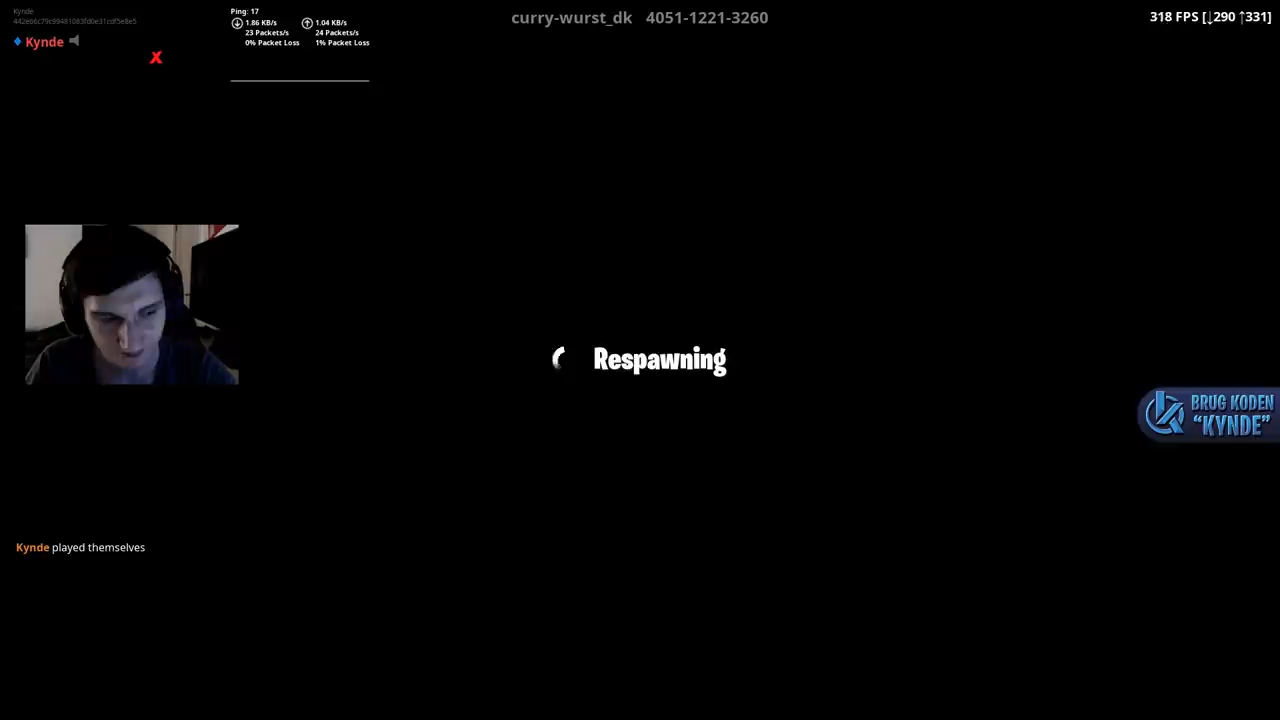 Kynde
Kynde
X
Ping: 17
1.86 KB/s
23 Packets/s
0% Packet Loss
1.04 KB/s
24 Packets/s
1% Packet Loss
curry-wurst_dk 4051-1221-3260
318 FPS [↓290 ↑331]
Respawning
BRUG KODEN
"KYNDE"
Kynde played themselves